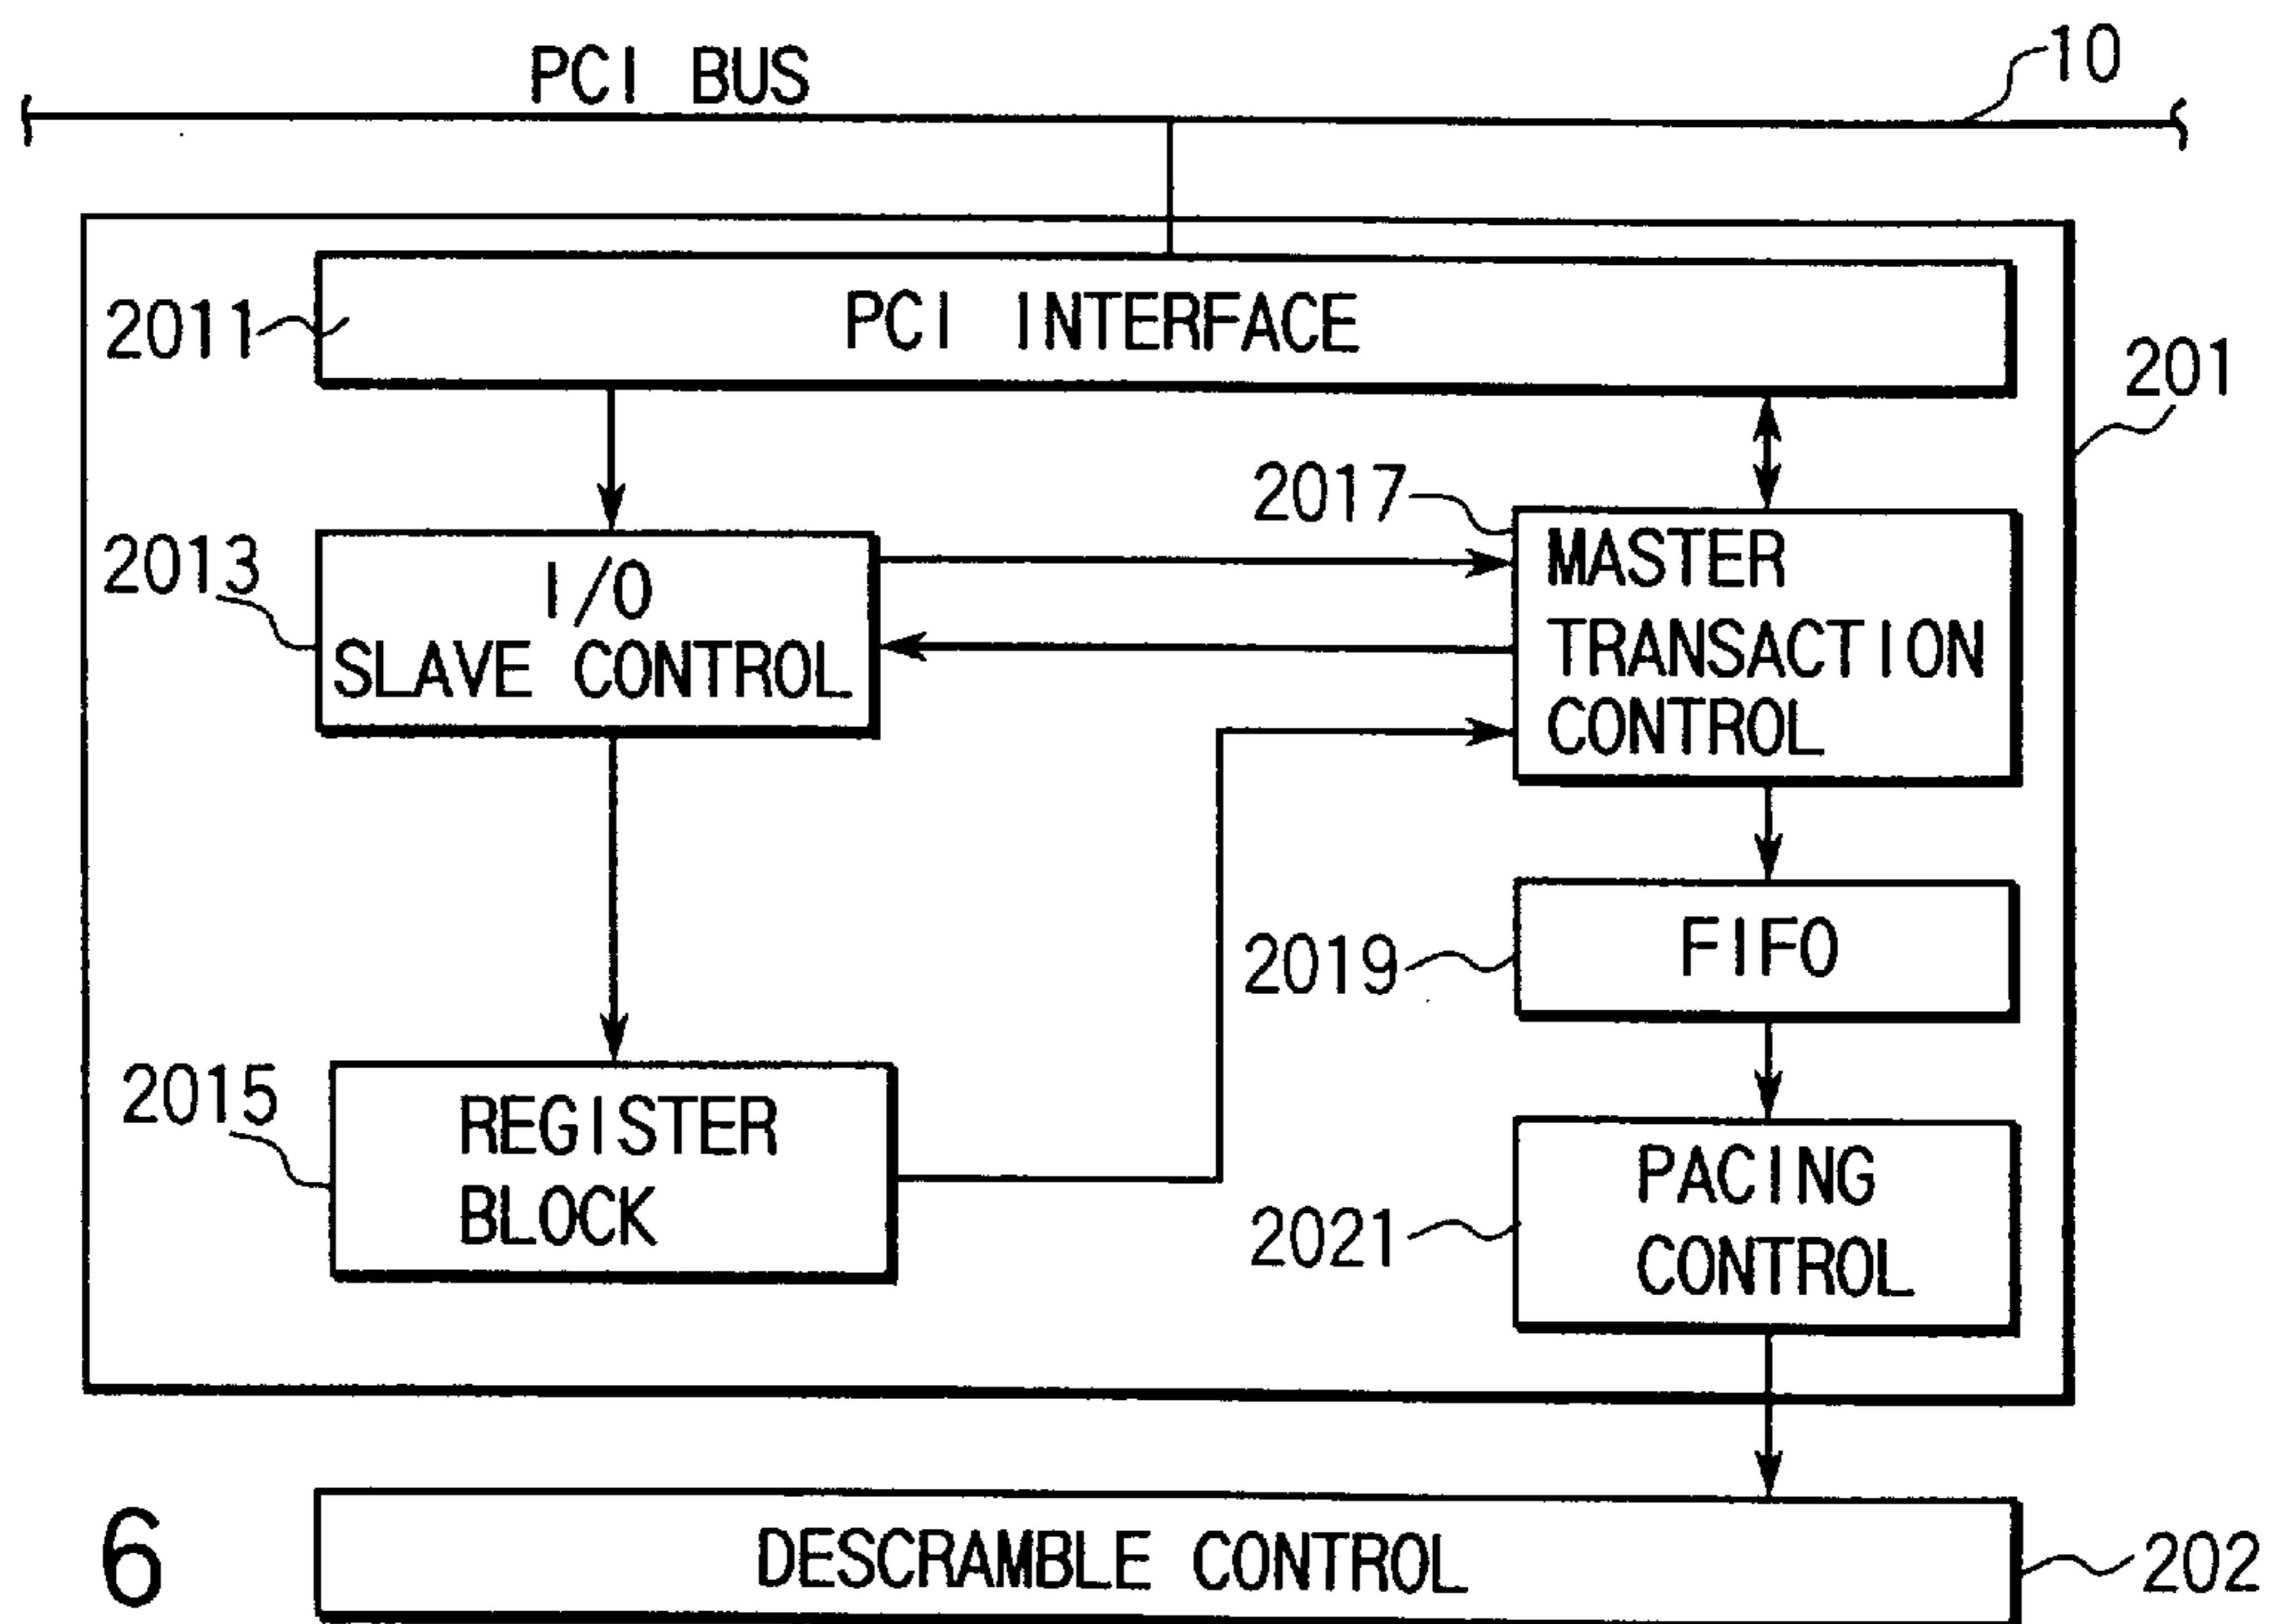 PCI BUS
10
2011
PCI INTERFACE
201
2017
2013
I/O
SLAVE CONTROL
MASTER
TRANSACTION
CONTROL
2019
FIFO
2015
REGISTER
BLOCK
2021
PACING
CONTROL
6
DESCRAMBLE CONTROL
202